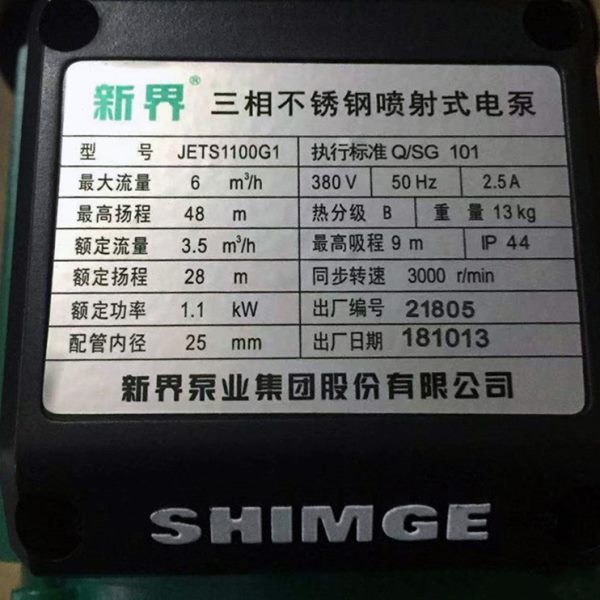 新界® 三相不锈钢喷射式电泵
型 号 JETS1100G1 执行标准 Q/SG 101
最大流量 6 m³/h 380 V 50 Hz 2.5 A
最高扬程 48 m 热分级 B 重 量 13 kg
额定流量 3.5 m³/h 最高吸程 9 m IP 44
额定扬程 28 m 同步转速 3000 r/min
额定功率 1.1 kW 出厂编号 21805
配管内径 25 mm 出厂日期 181013
新界泵业集团股份有限公司
SHIMGE